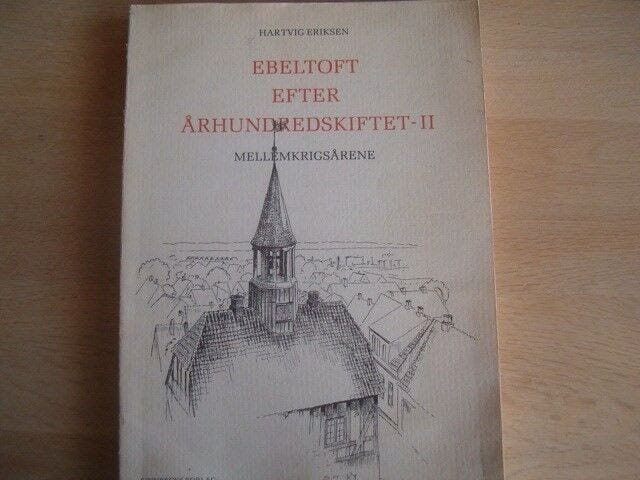 HARTVIG ERIKSEN
EBELTOFT
EFTER
ÅRHUNDREDSKIFTET-II
MELLEMKRIGSÅRENE